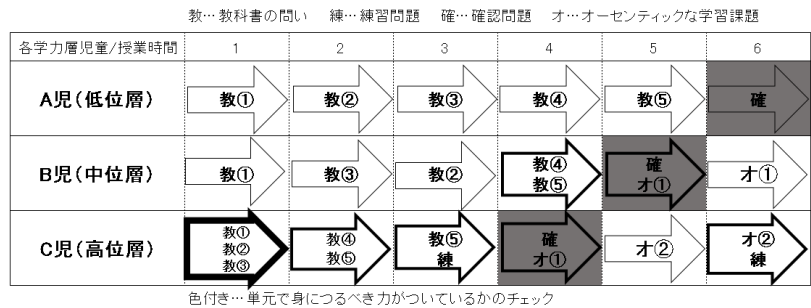 教…教科書の問い　練…練習問題　確…確認問題　オ…オーセンティックな学習課題
各学力層児童/授業時間　1　2　3　4　5　6
A児(低位層)　教①　教②　教③　教④　教⑤　確
B児(中位層)　教①　教③　教②　教④　確　オ①
教⑤　オ①
C児(高位層)　教①　教④　教⑤　確　オ②　オ②
教②　教⑤　練　オ①　練
教③
色付き…単元で身につるべき力がついているかのチェック